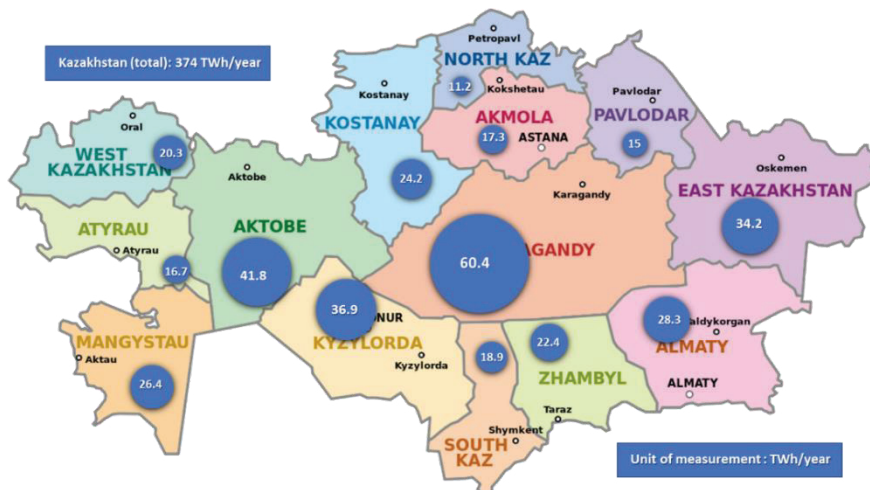 Kazakhstan (total): 374 TWh/year
Petropavl
NORTH KAZ
11.2
Kokshetau
Kostanay
KOSTANAY
24.2
AKMOLA
17.3
ASTANA
Pavlodar
PAVLODAR
15
Oral
WEST
KAZAKHSTAN
20.3
Aktobe
AKTOBE
41.8
Karagandy
AGANDY
60.4
Oskemen
EAST KAZAKHSTAN
34.2
ATYRAU
Atyrau
16.7
MANGYSTAU
Aktau
26.4
36.9
NUR
KYZYLORDA
Kyzylorda
18.9
22.4
ZHAMBYL
Taraz
28.3
aldykorgan
ALMATY
ALMATY
Shymkent
SOUTH
KAZ
Unit of measurement : TWh/year